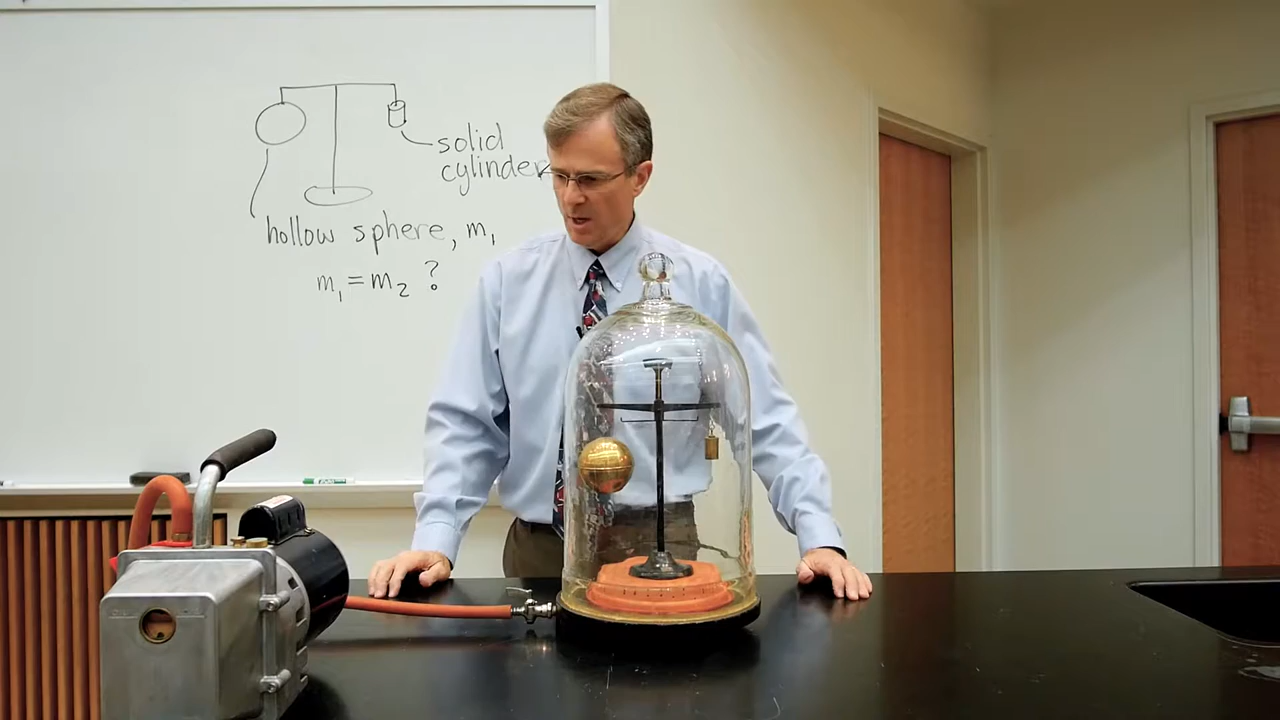 solid
cylinder
hollow sphere, m₁
m₁ = m₂ ?